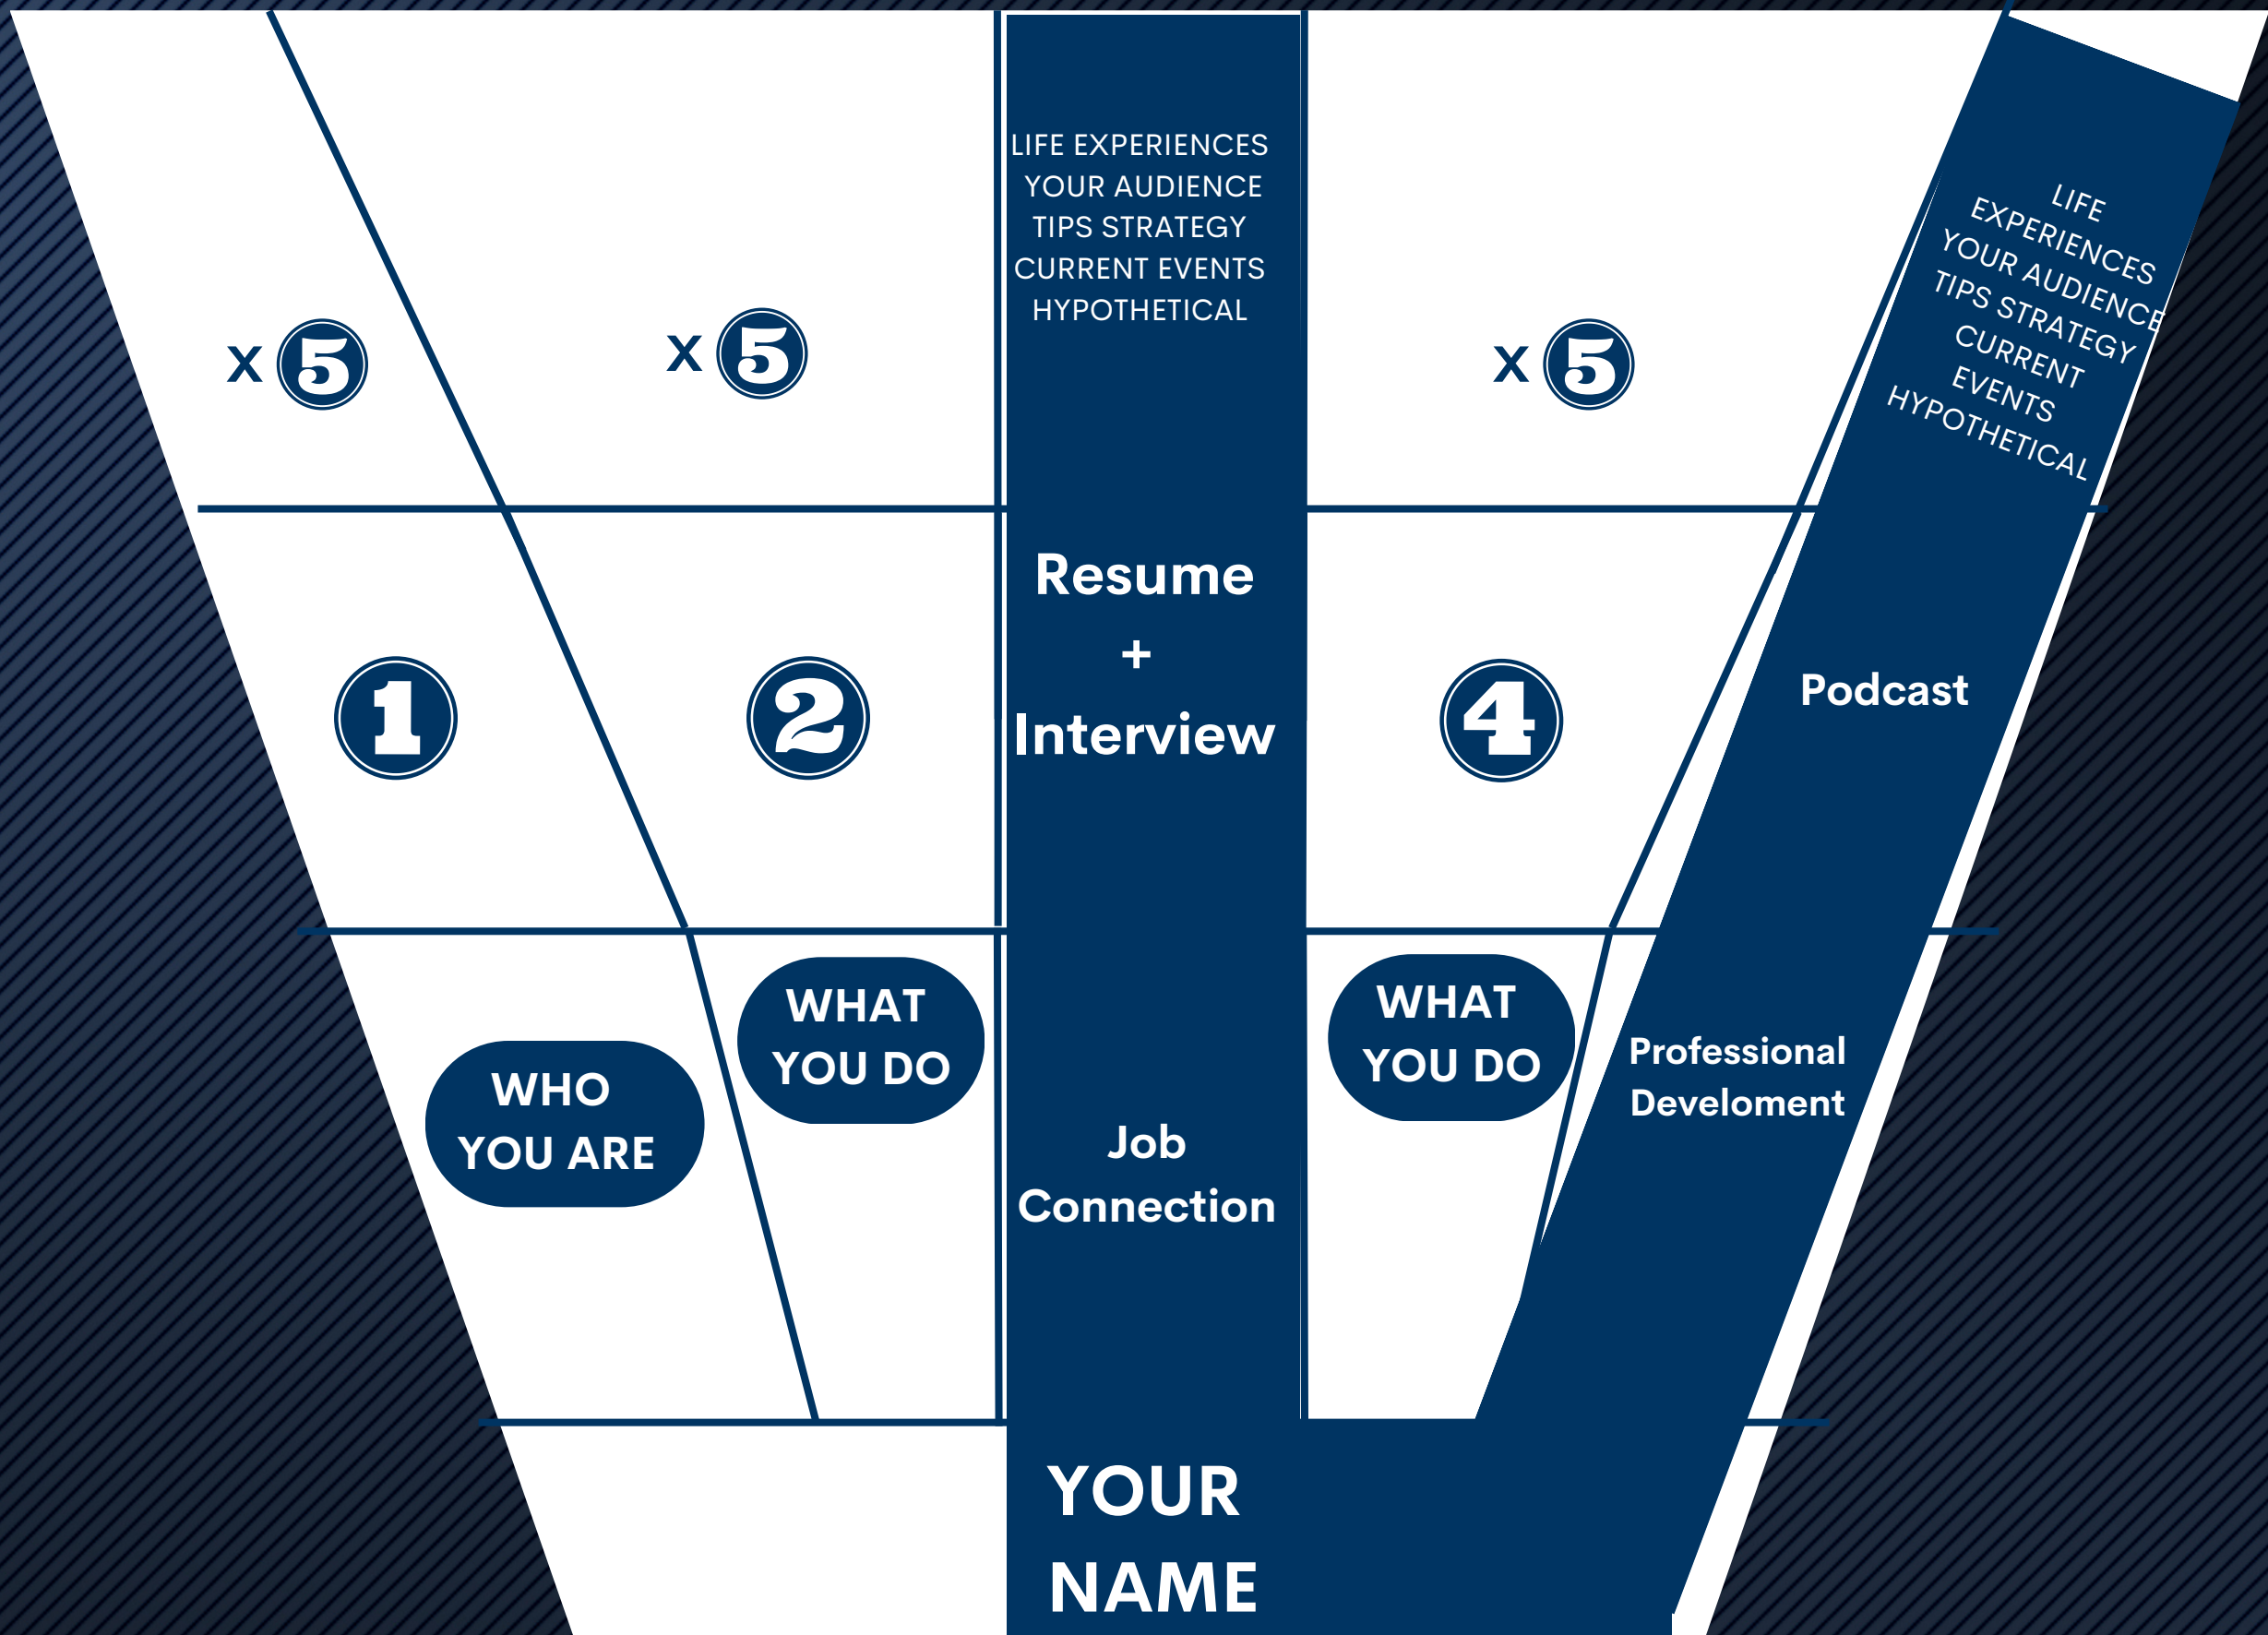 LIFE EXPERIENCES
YOUR AUDIENCE
TIPS STRATEGY
CURRENT EVENTS
HYPOTHETICAL
LIFE
EXPERIENCES
YOUR AUDIENCE
TIPS STRATEGY
CURRENT
EVENTS
HYPOTHETICAL
X 5
X 5
X 5
Resume
+
Interview
1
2
4
Podcast
WHO
YOU ARE
WHAT
YOU DO
Job
Connection
WHAT
YOU DO
Professional
Develoment
YOUR
NAME